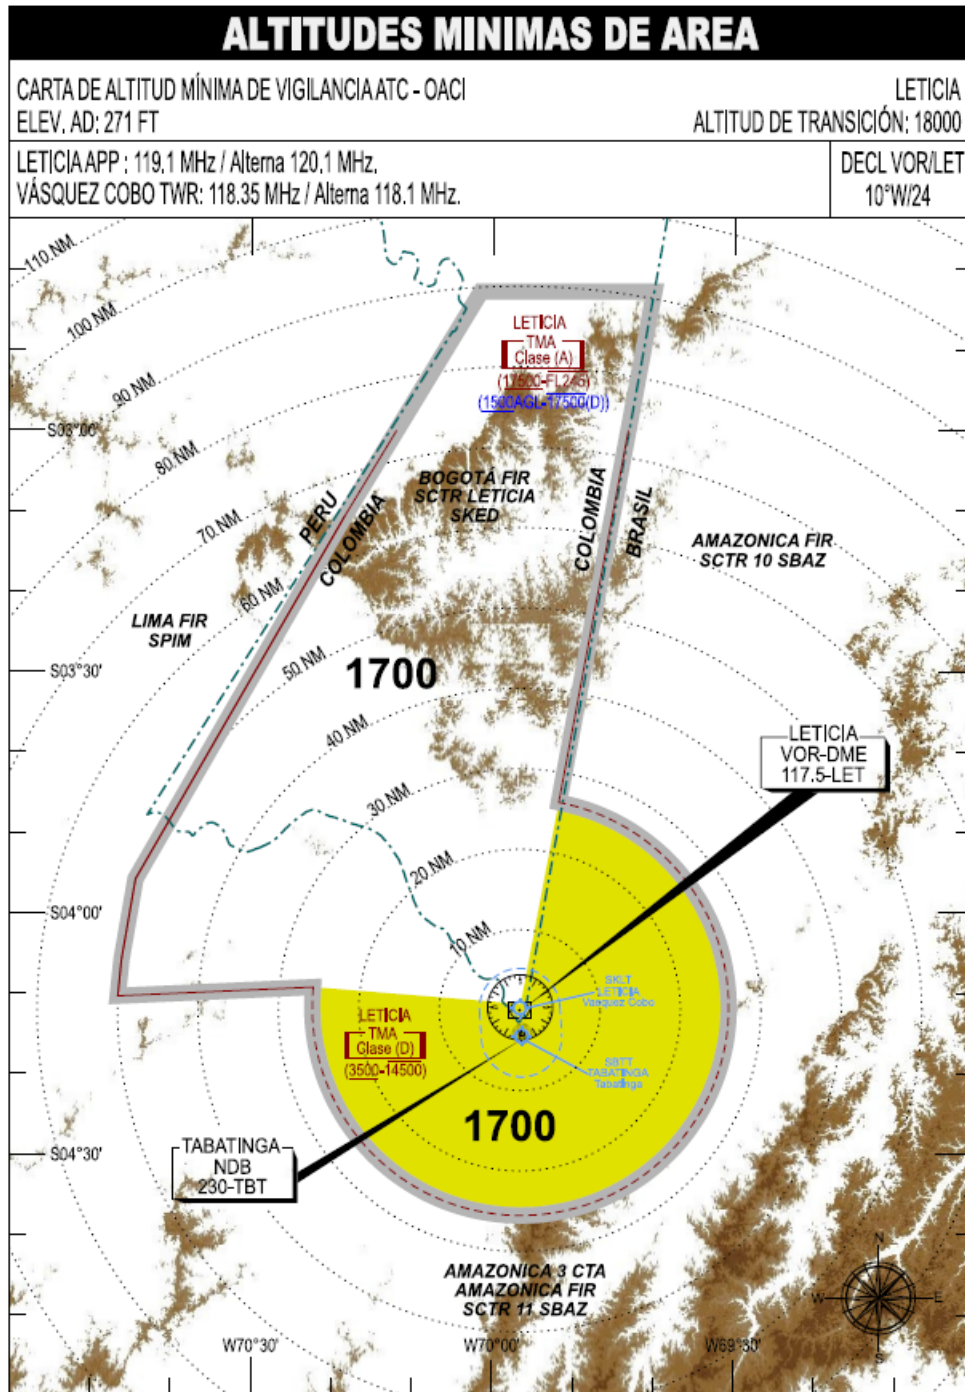 ALTITUDES MINIMAS DE AREA
CARTA DE ALTITUD MÍNIMA DE VIGILANCIA ATC - OACI
LETICIA
ELEV. AD: 271 FT
ALTITUD DE TRANSICIÓN: 18000
LETICIA APP : 119.1 MHz / Alterna 120.1 MHz.
VÁSQUEZ COBO TWR: 118.35 MHz / Alterna 118.1 MHz.
DECL VOR/LET
10°W/24
110 NM
100 NM
90 NM
80 NM
70 NM
60 NM
50 NM
40 NM
30 NM
20 NM
10 NM
LETICIA
TMA
Clase (A)
(17500-FL245)
(1500AGL-17500(D))
S03°00'
BOGOTÁ FIR
SCTR LETICIA
SKED
PERU
COLOMBIA
COLOMBIA
BRASIL
AMAZONICA FIR
SCTR 10 SBAZ
LIMA FIR
SPIM
S03°30'
1700
LETICIA
VOR-DME
117.5-LET
S04°00'
SKLT
LETICIA
Vasquez Cobo
LETICIA
TMA
Clase (D)
(3500-14500)
SBTT
TABATINGA
Tabatinga
1700
TABATINGA
NDB
230-TBT
S04°30'
AMAZONICA 3 CTA
AMAZONICA FIR
SCTR 11 SBAZ
N
W
E
S
W70°30'
W70°00'
W69°30'